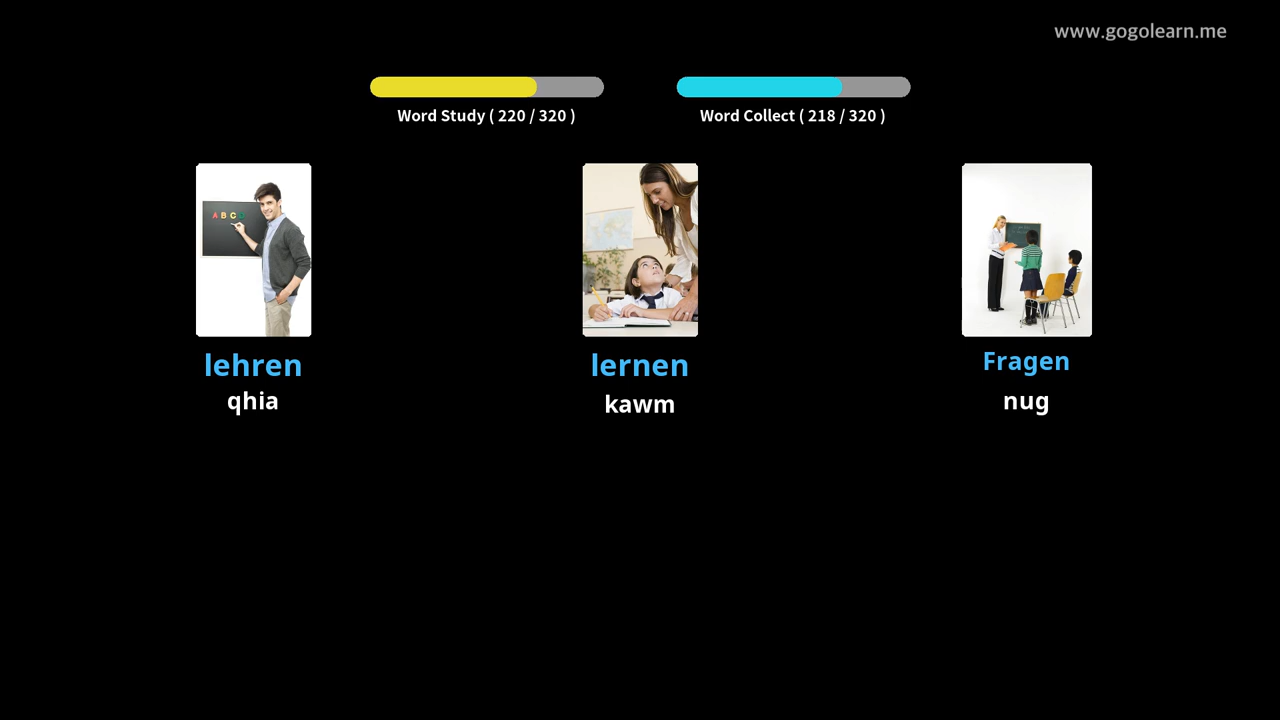 www.gogolearn.me
Word Study ( 220 / 320 )
Word Collect ( 218 / 320 )
A B C D
lehren
qhia
lernen
kawm
Fragen
nug